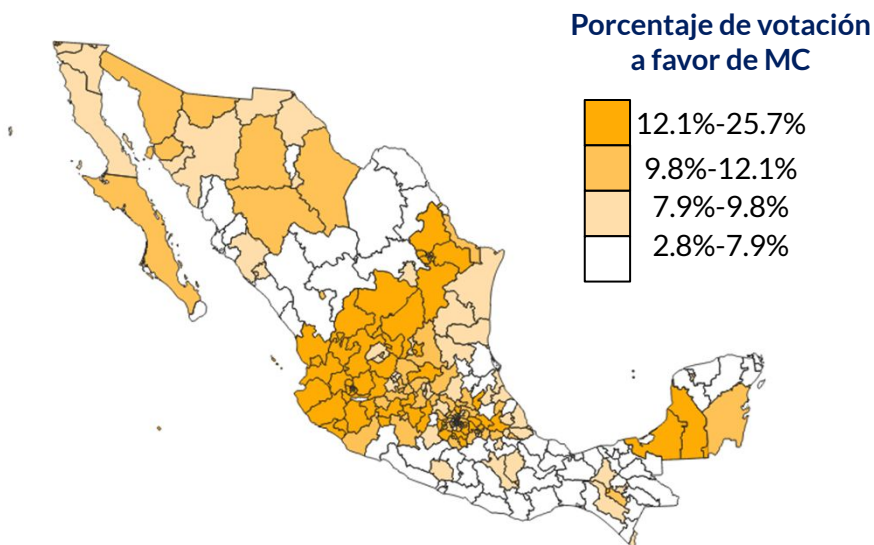 Porcentaje de votación
a favor de MC
12.1%-25.7%
9.8%-12.1%
7.9%-9.8%
2.8%-7.9%